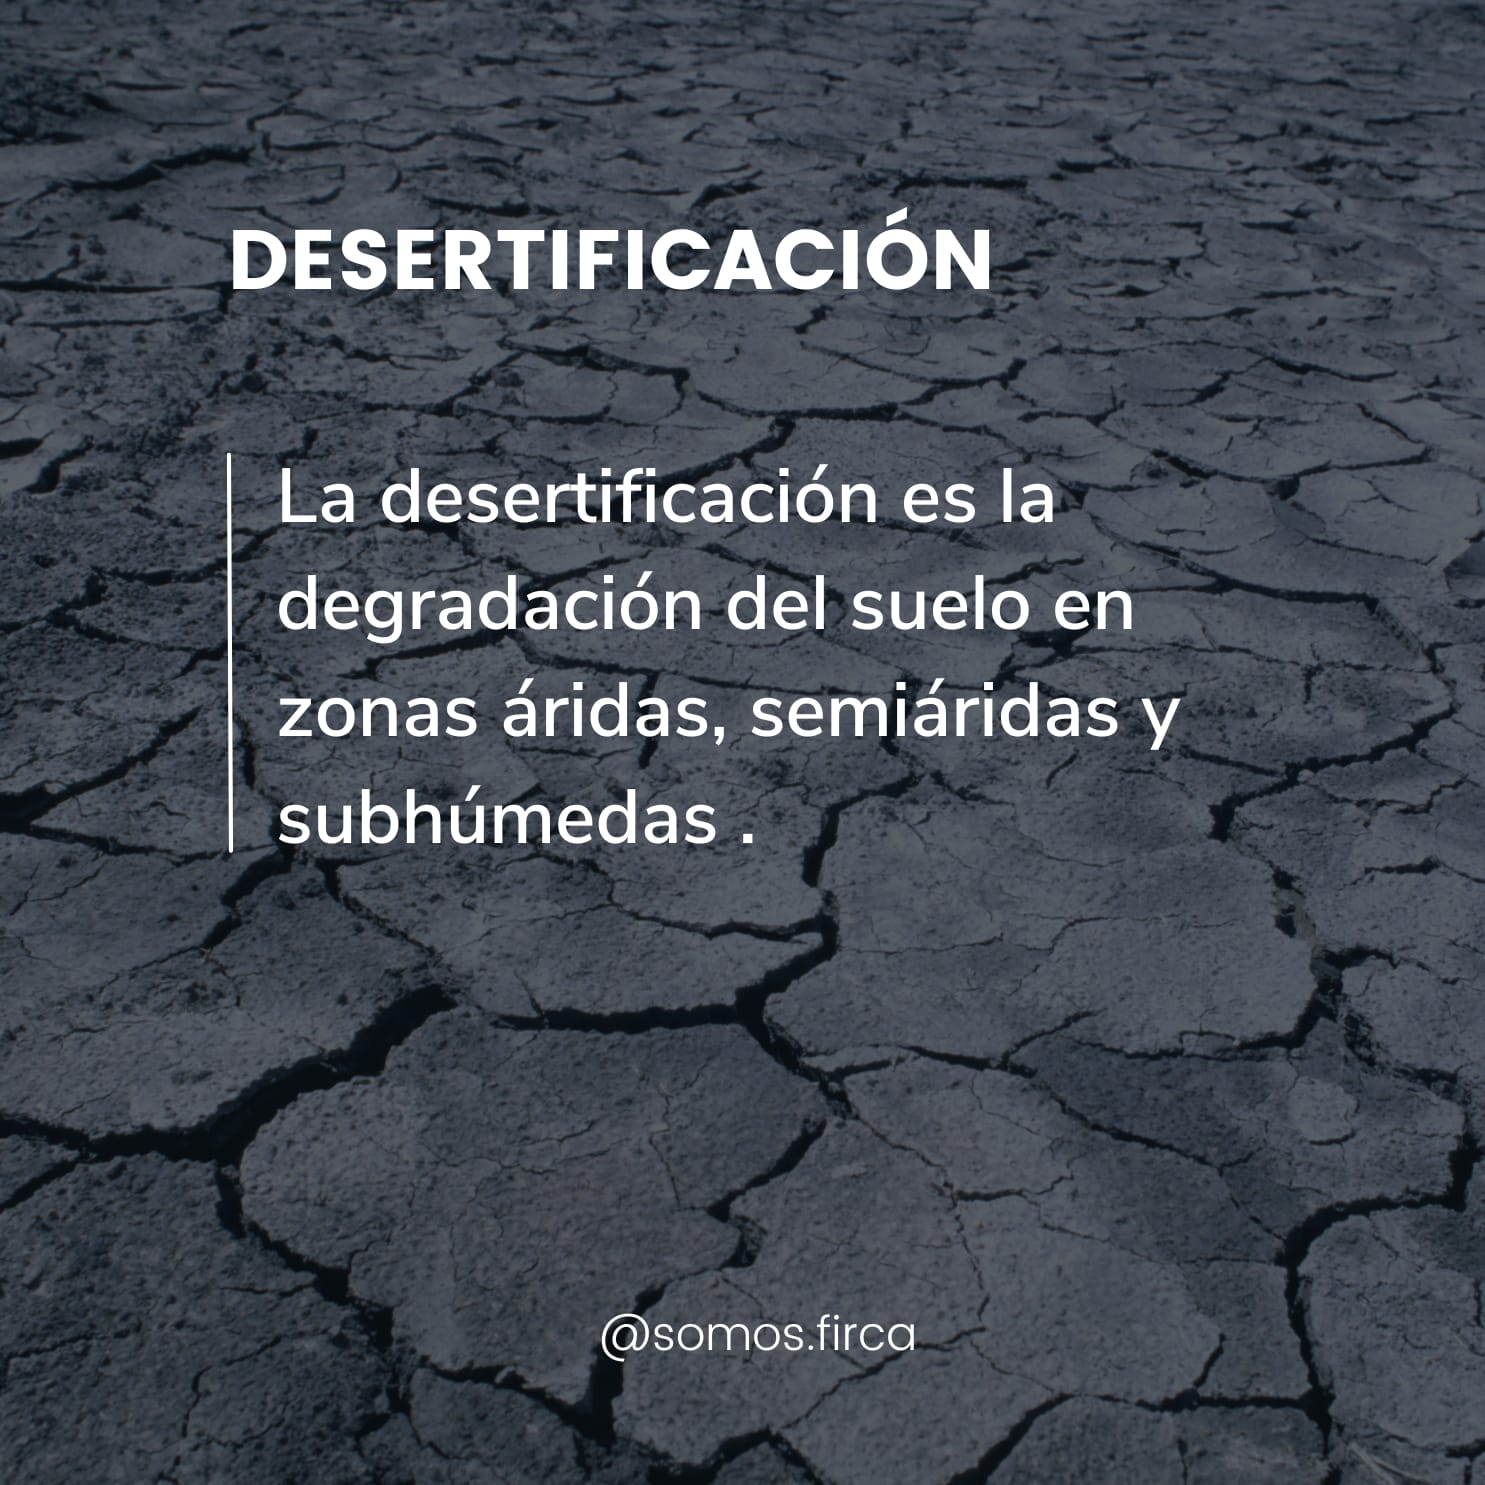 DESERTIFICACIÓN
La desertificación es la
degradación del suelo en
zonas áridas, semiáridas y
subhúmedas .
@somos.firca